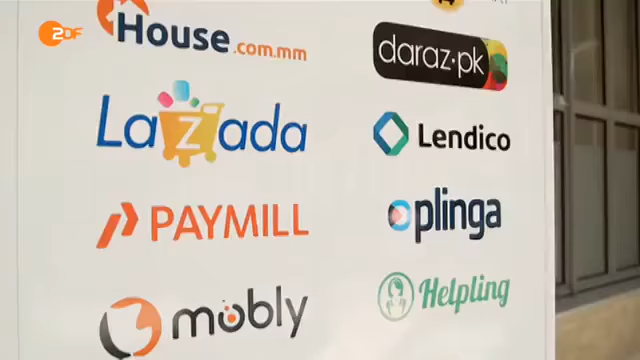 ZDF
House.com.mm
daraz.pk
Lazada
Lendico
PAYMILL
plinga
mobly
Helpling